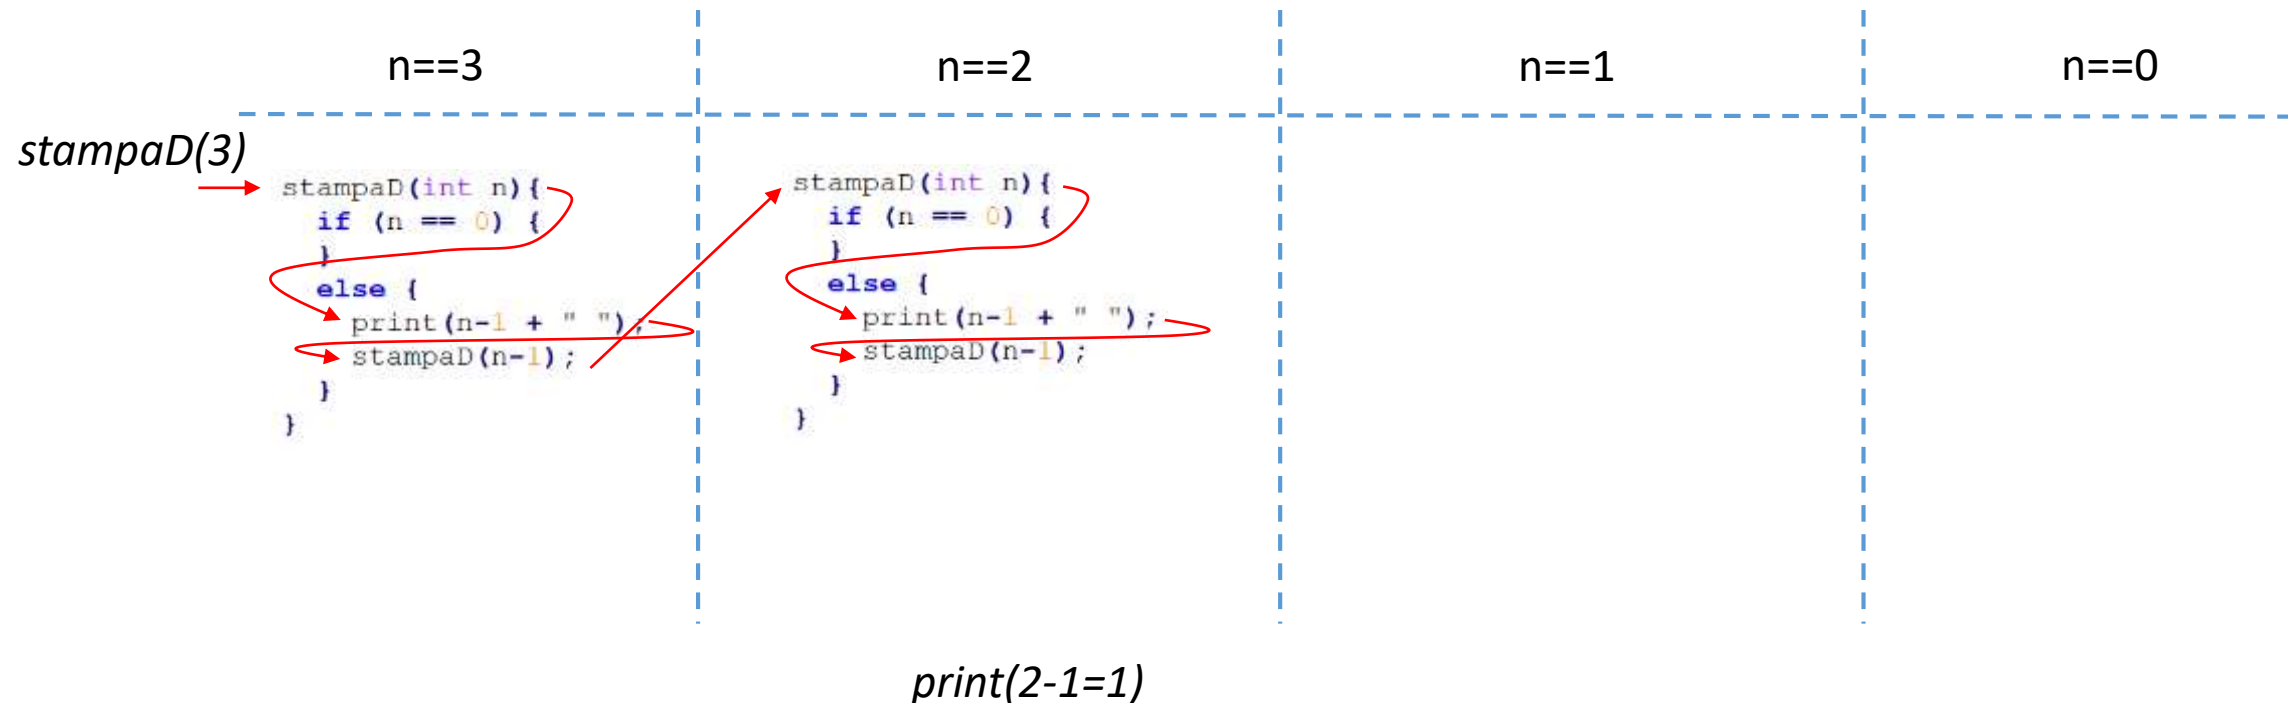 n==3
n==2
n==1
n==0
stampaD(3)
stampaD(int n){
if (n == 0) {
}
else {
print(n-1 + " ");
stampaD(n-1);
}
}
stampaD(int n){
if (n == 0) {
}
else {
print(n-1 + " ");
stampaD(n-1);
}
}
print(2-1=1)